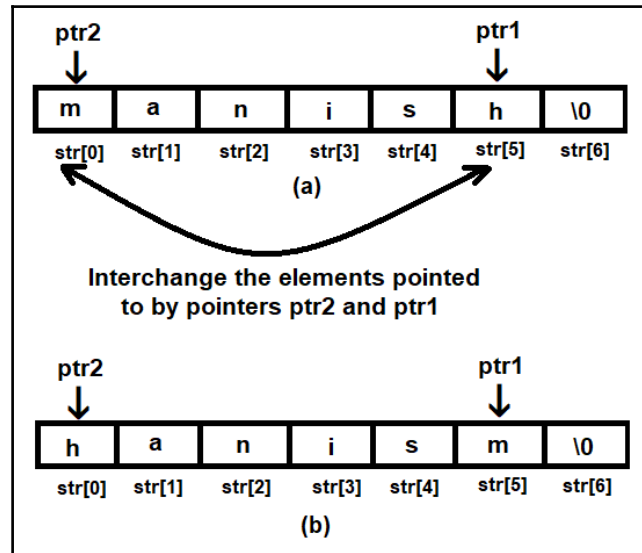 ptr2 ptr1
m a n i s h \0
str[0] str[1] str[2] str[3] str[4] str[5] str[6]
(a)
Interchange the elements pointed
to by pointers ptr2 and ptr1
ptr2 ptr1
h a n i s m \0
str[0] str[1] str[2] str[3] str[4] str[5] str[6]
(b)